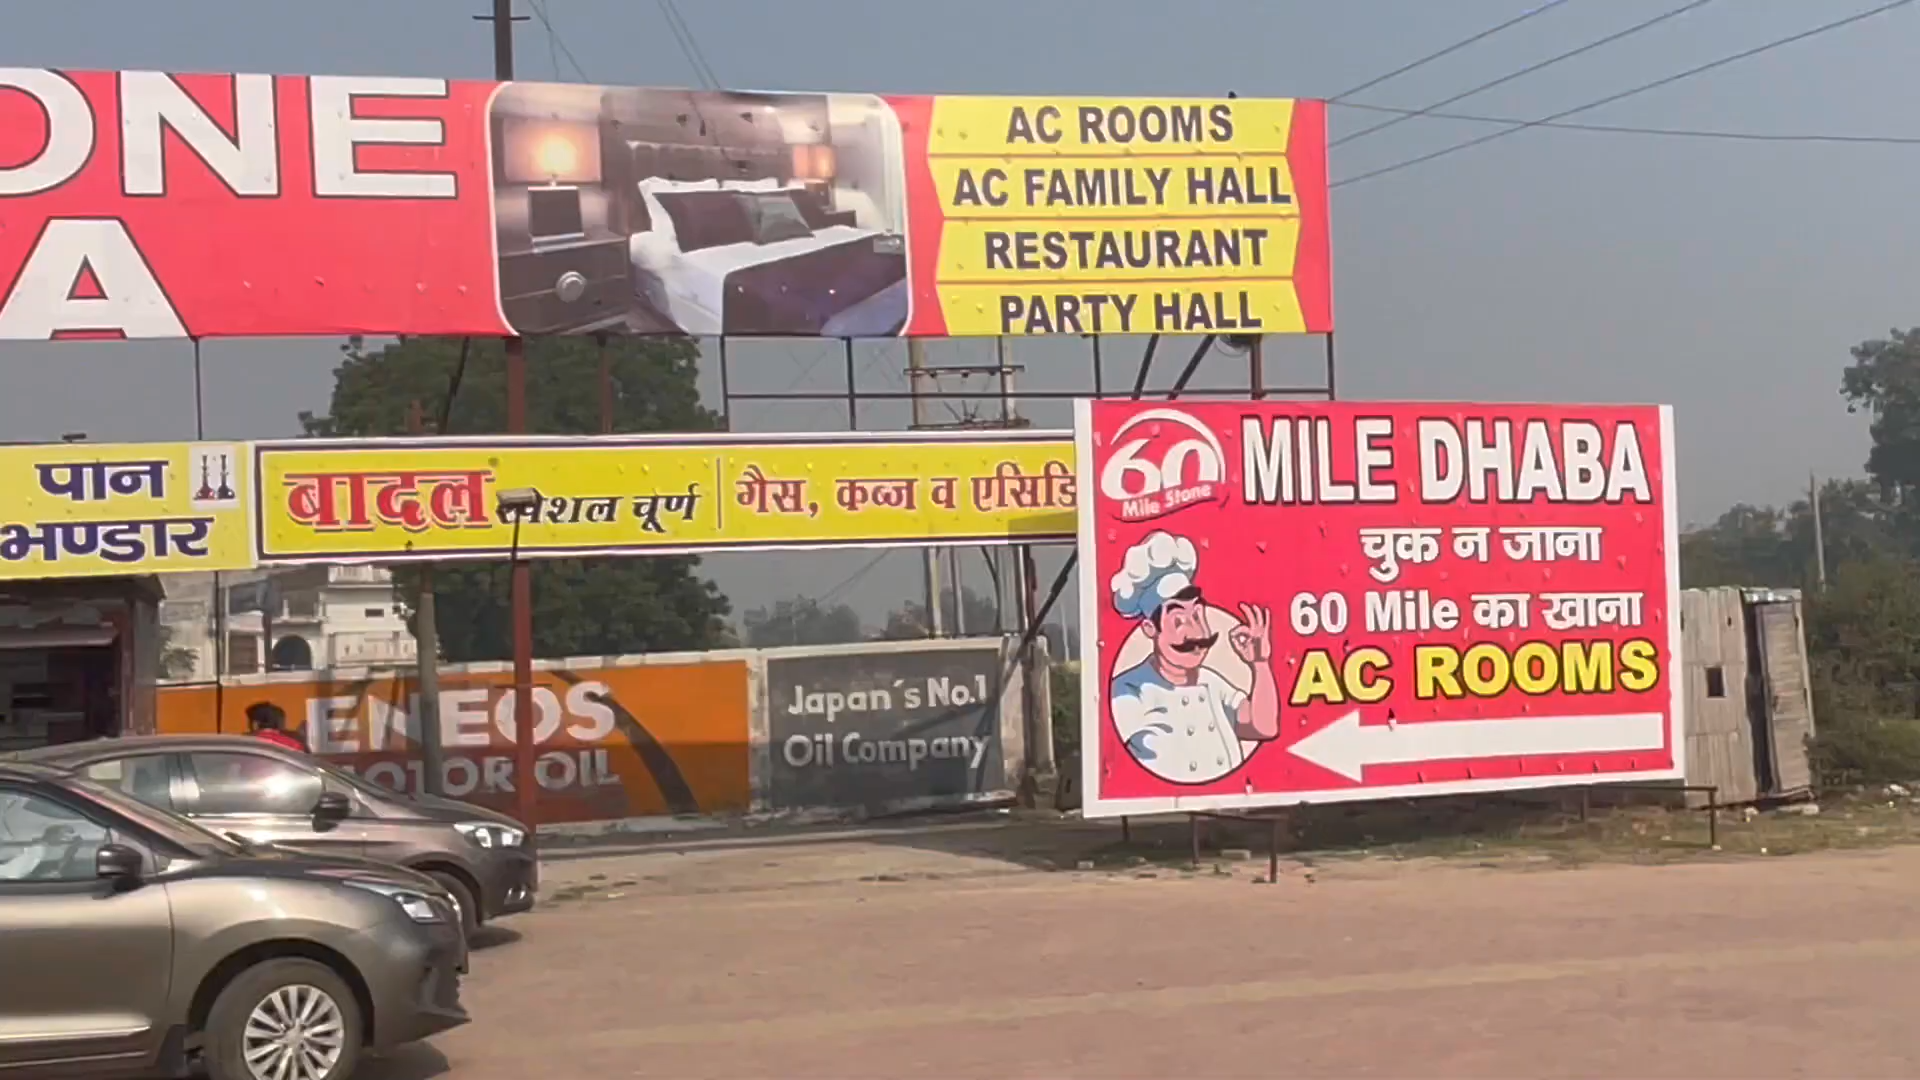 ONE
A
AC ROOMS
AC FAMILY HALL
RESTAURANT
PARTY HALL
पान
भण्डार
बादल स्पेशल चूर्ण
गैस, कब्ज व एसिडि
60
Mile Stone
MILE DHABA
चुक न जाना
60 Mile का खाना
AC ROOMS
ENEOS
MOTOR OIL
Japan's No.1
Oil Company